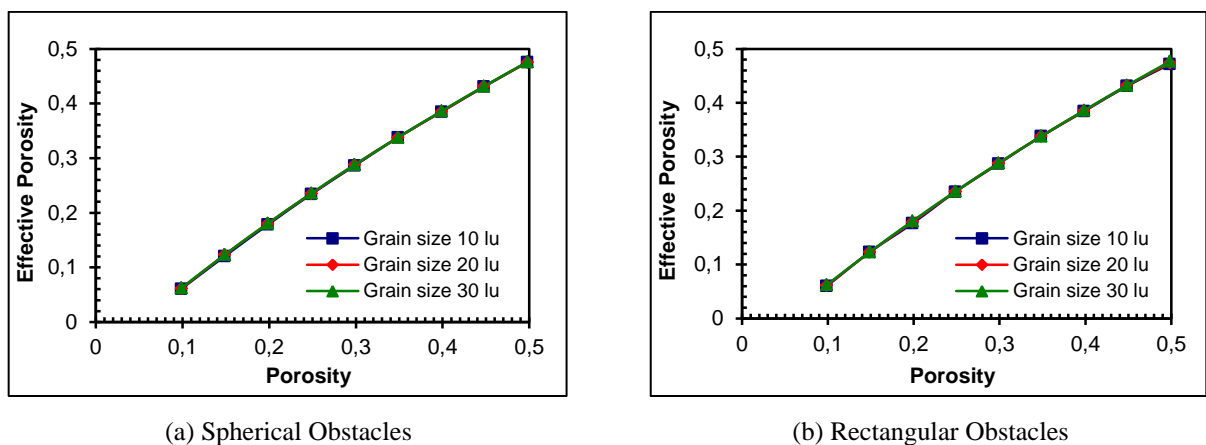 0,5
0,4
0,3
0,2
0,1
0
Effective Porosity
Grain size 10 lu
Grain size 20 lu
Grain size 30 lu
0 0,1 0,2 0,3 0,4 0,5
Porosity
(a) Spherical Obstacles
0,5
0,4
0,3
0,2
0,1
0
Effective Porosity
Grain size 10 lu
Grain size 20 lu
Grain size 30 lu
0 0,1 0,2 0,3 0,4 0,5
Porosity
(b) Rectangular Obstacles